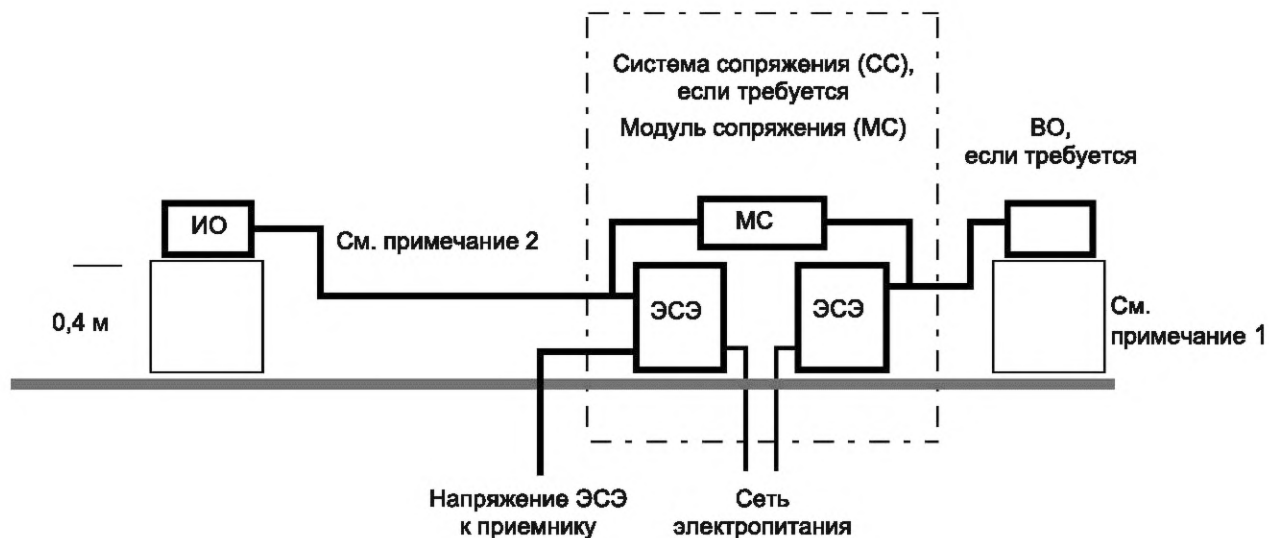 Система сопряжения (СС),
если требуется
Модуль сопряжения (МС)
ВО,
если требуется
ИО
См. примечание 2
МС
0,4 м
ЭСЭ
ЭСЭ
См.
примечание 1
Напряжение ЭСЭ
к приемнику
Сеть
электропитания